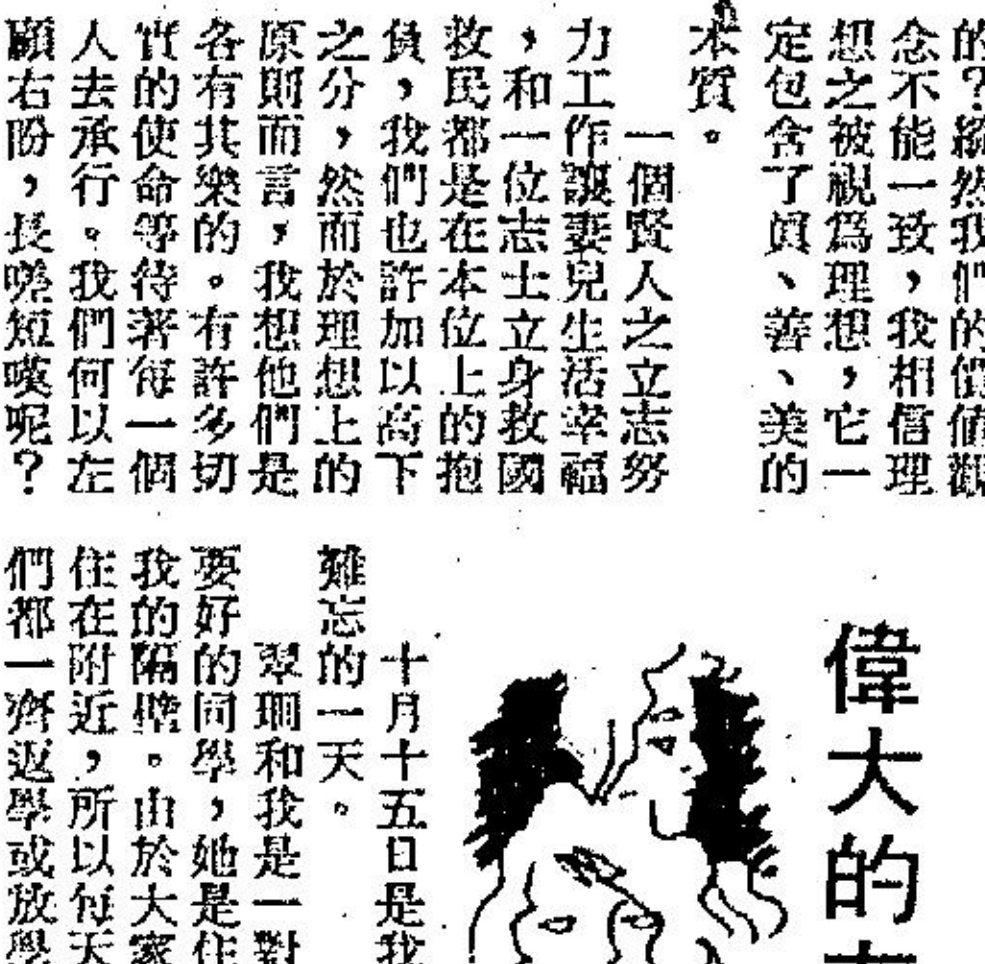 的？縱然我們的價值觀
念不能一致，我相信理
想之被視為理想，它一
定包含了眞、善、美的
本質。
一個賢人之立志努
力工作讓妻兒生活幸福
，和一位志士立身救國
救民都是在本位上的抱
負，我們也許加以高下
之分，然而於理想上的
原則而言，我想他們是
各有其樂的。有許多切
實的使命等待著每一個
人去承行。我們何以左
顧右盼，長嗟短嘆呢？
偉大的
十月十五日是我
難忘的一天。
翠珊和我是一對
要好的同學，她是住
我的隔壁。由於大家
住在附近，所以每天
們都一齊返學或放學